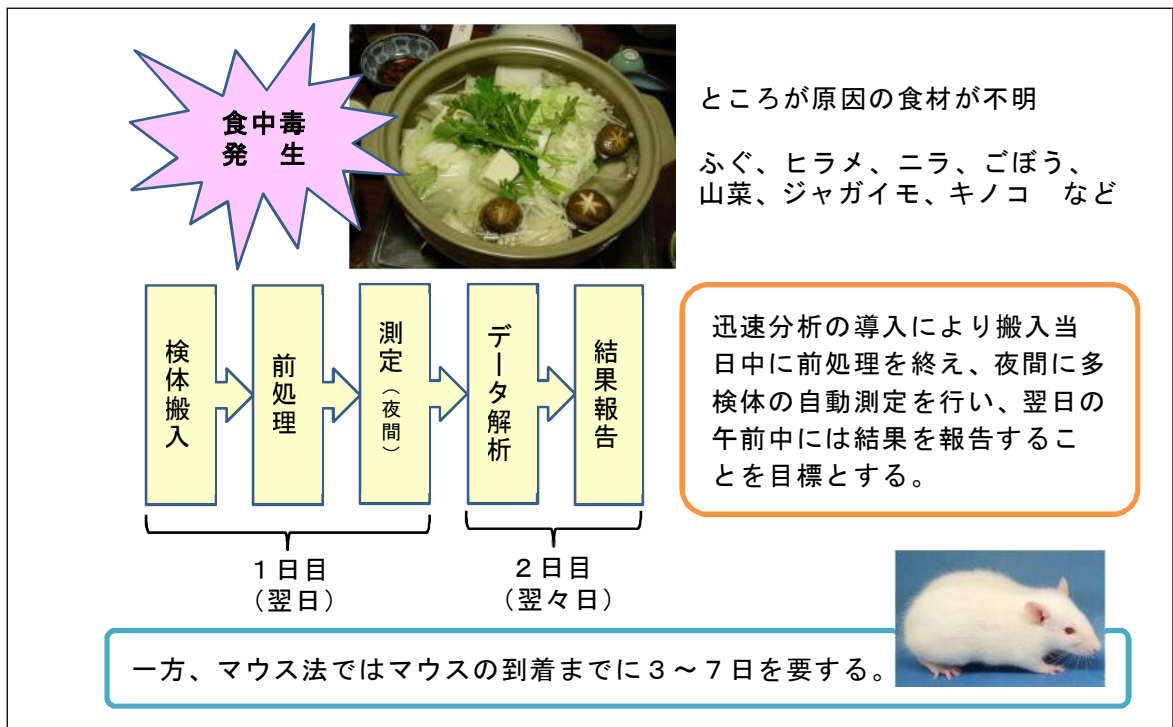 食中毒
発　生
ところが原因の食材が不明
ふぐ、ヒラメ、ニラ、ごぼう、
山菜、ジャガイモ、キノコ　など
検体搬入
前処理
測定（夜間）
データ解析
結果報告
迅速分析の導入により搬入当
日中に前処理を終え、夜間に多
検体の自動測定を行い、翌日の
午前中には結果を報告するこ
とを目標とする。
１日目
（翌日）
２日目
（翌々日）
一方、マウス法ではマウスの到着までに３～７日を要する。